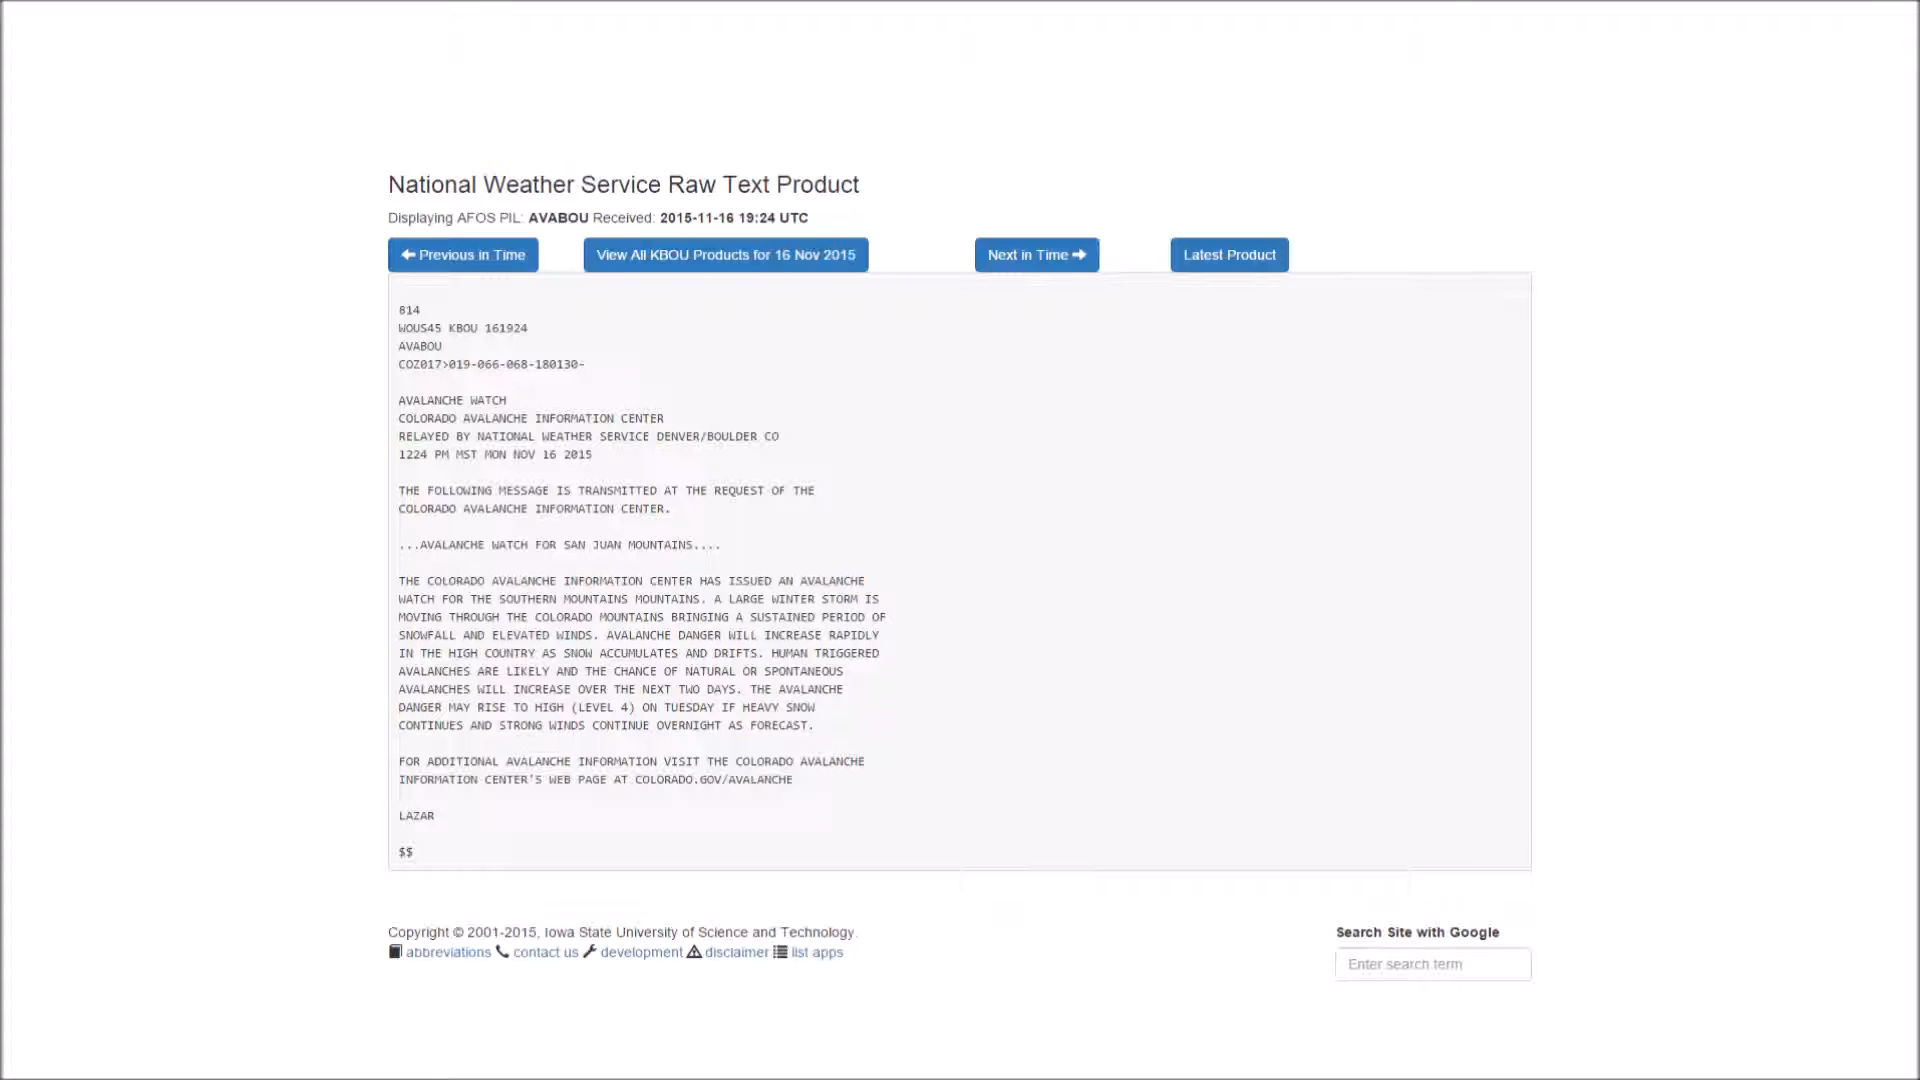 National Weather Service Raw Text Product
Displaying AFOS PIL: AVABOU Received: 2015-11-16 19:24 UTC
Previous in Time View All KBOU Products for 16 Nov 2015 Next in Time Latest Product
814
WOUS45 KBOU 161924
AVABOU
COZ017>019-066-068-180130-
AVALANCHE WATCH
COLORADO AVALANCHE INFORMATION CENTER
RELAYED BY NATIONAL WEATHER SERVICE DENVER/BOULDER CO
1224 PM MST MON NOV 16 2015
THE FOLLOWING MESSAGE IS TRANSMITTED AT THE REQUEST OF THE
COLORADO AVALANCHE INFORMATION CENTER.
...AVALANCHE WATCH FOR SAN JUAN MOUNTAINS....
THE COLORADO AVALANCHE INFORMATION CENTER HAS ISSUED AN AVALANCHE
WATCH FOR THE SOUTHERN MOUNTAINS MOUNTAINS. A LARGE WINTER STORM IS
MOVING THROUGH THE COLORADO MOUNTAINS BRINGING A SUSTAINED PERIOD OF
SNOWFALL AND ELEVATED WINDS. AVALANCHE DANGER WILL INCREASE RAPIDLY
IN THE HIGH COUNTRY AS SNOW ACCUMULATES AND DRIFTS. HUMAN TRIGGERED
AVALANCHES ARE LIKELY AND THE CHANCE OF NATURAL OR SPONTANEOUS
AVALANCHES WILL INCREASE OVER THE NEXT TWO DAYS. THE AVALANCHE
DANGER MAY RISE TO HIGH (LEVEL 4) ON TUESDAY IF HEAVY SNOW
CONTINUES AND STRONG WINDS CONTINUE OVERNIGHT AS FORECAST.
FOR ADDITIONAL AVALANCHE INFORMATION VISIT THE COLORADO AVALANCHE
INFORMATION CENTER'S WEB PAGE AT COLORADO.GOV/AVALANCHE
LAZAR
$$
Copyright © 2001-2015, Iowa State University of Science and Technology.
abbreviations contact us development disclaimer list apps
Search Site with Google
Enter search term